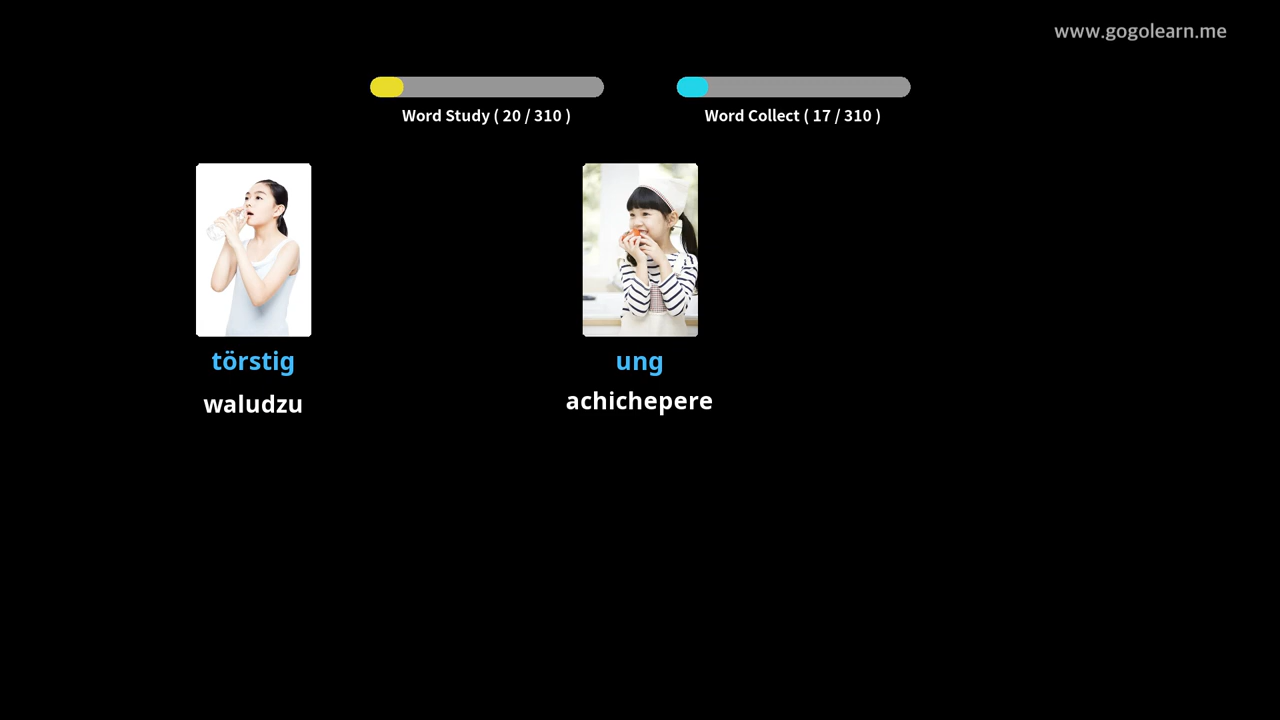 www.gogolearn.me
Word Study ( 20 / 310 )
Word Collect ( 17 / 310 )
törstig
ung
waludzu
achichepere